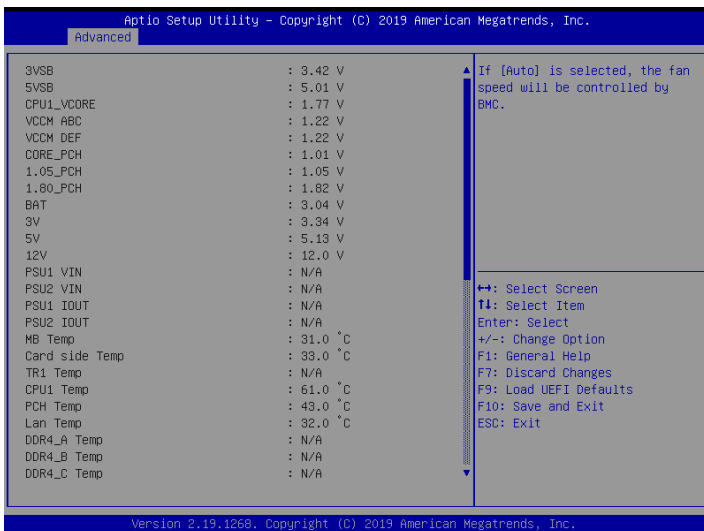 Aptio Setup Utility – Copyright (C) 2019 American Megatrends, Inc.
Advanced
3VSB : 3.42 V
5VSB : 5.01 V
CPU1_VCORE : 1.77 V
VCCM ABC : 1.22 V
VCCM DEF : 1.22 V
CORE_PCH : 1.01 V
1.05_PCH : 1.05 V
1.80_PCH : 1.82 V
BAT : 3.04 V
3V : 3.34 V
5V : 5.13 V
12V : 12.0 V
PSU1 VIN : N/A
PSU2 VIN : N/A
PSU1 IOUT : N/A
PSU2 IOUT : N/A
MB Temp : 31.0 °C
Card side Temp : 33.0 °C
TR1 Temp : N/A
CPU1 Temp : 61.0 °C
PCH Temp : 43.0 °C
Lan Temp : 32.0 °C
DDR4_A Temp : N/A
DDR4_B Temp : N/A
DDR4_C Temp : N/A
If [Auto] is selected, the fan
speed will be controlled by
BMC.
↔: Select Screen
↑↓: Select Item
Enter: Select
+/-: Change Option
F1: General Help
F7: Discard Changes
F9: Load UEFI Defaults
F10: Save and Exit
ESC: Exit
Version 2.19.1268. Copyright (C) 2019 American Megatrends, Inc.